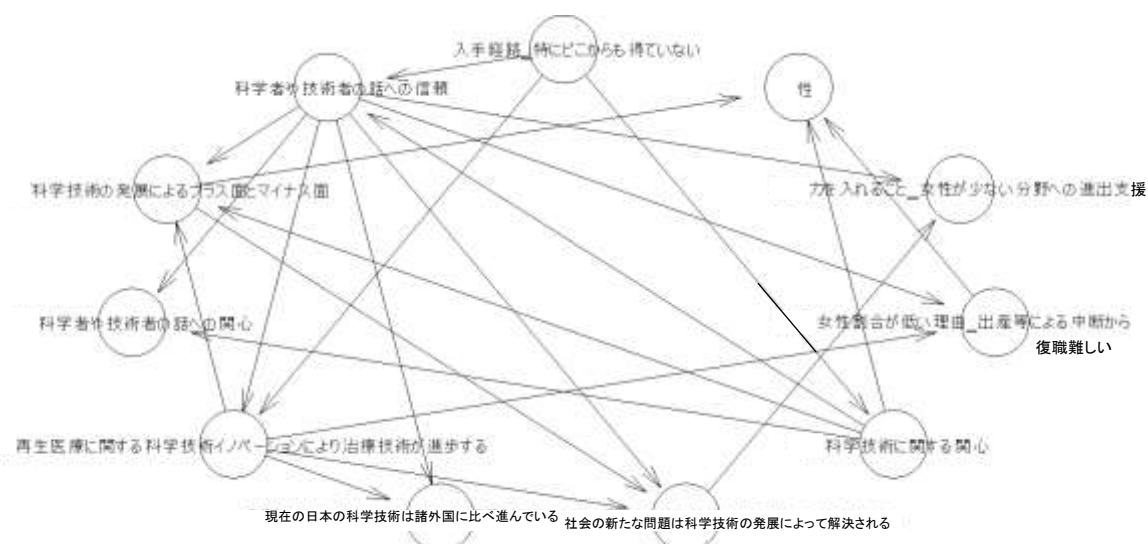 入手経路_特にどこからも得ていない
科学者や技術者の話への信頼
性
科学技術の発展によるプラス面とマイナス面
力を入れること_女性が少ない分野への進出支援
科学者や技術者の話への関心
女性割合が低い理由_出産等による中断から
復職難しい
再生医療に関する科学技術イノベーションにより治療技術が進歩する
科学技術に関する関心
現在の日本の科学技術は諸外国に比べ進んでいる
社会の新たな問題は科学技術の発展によって解決される